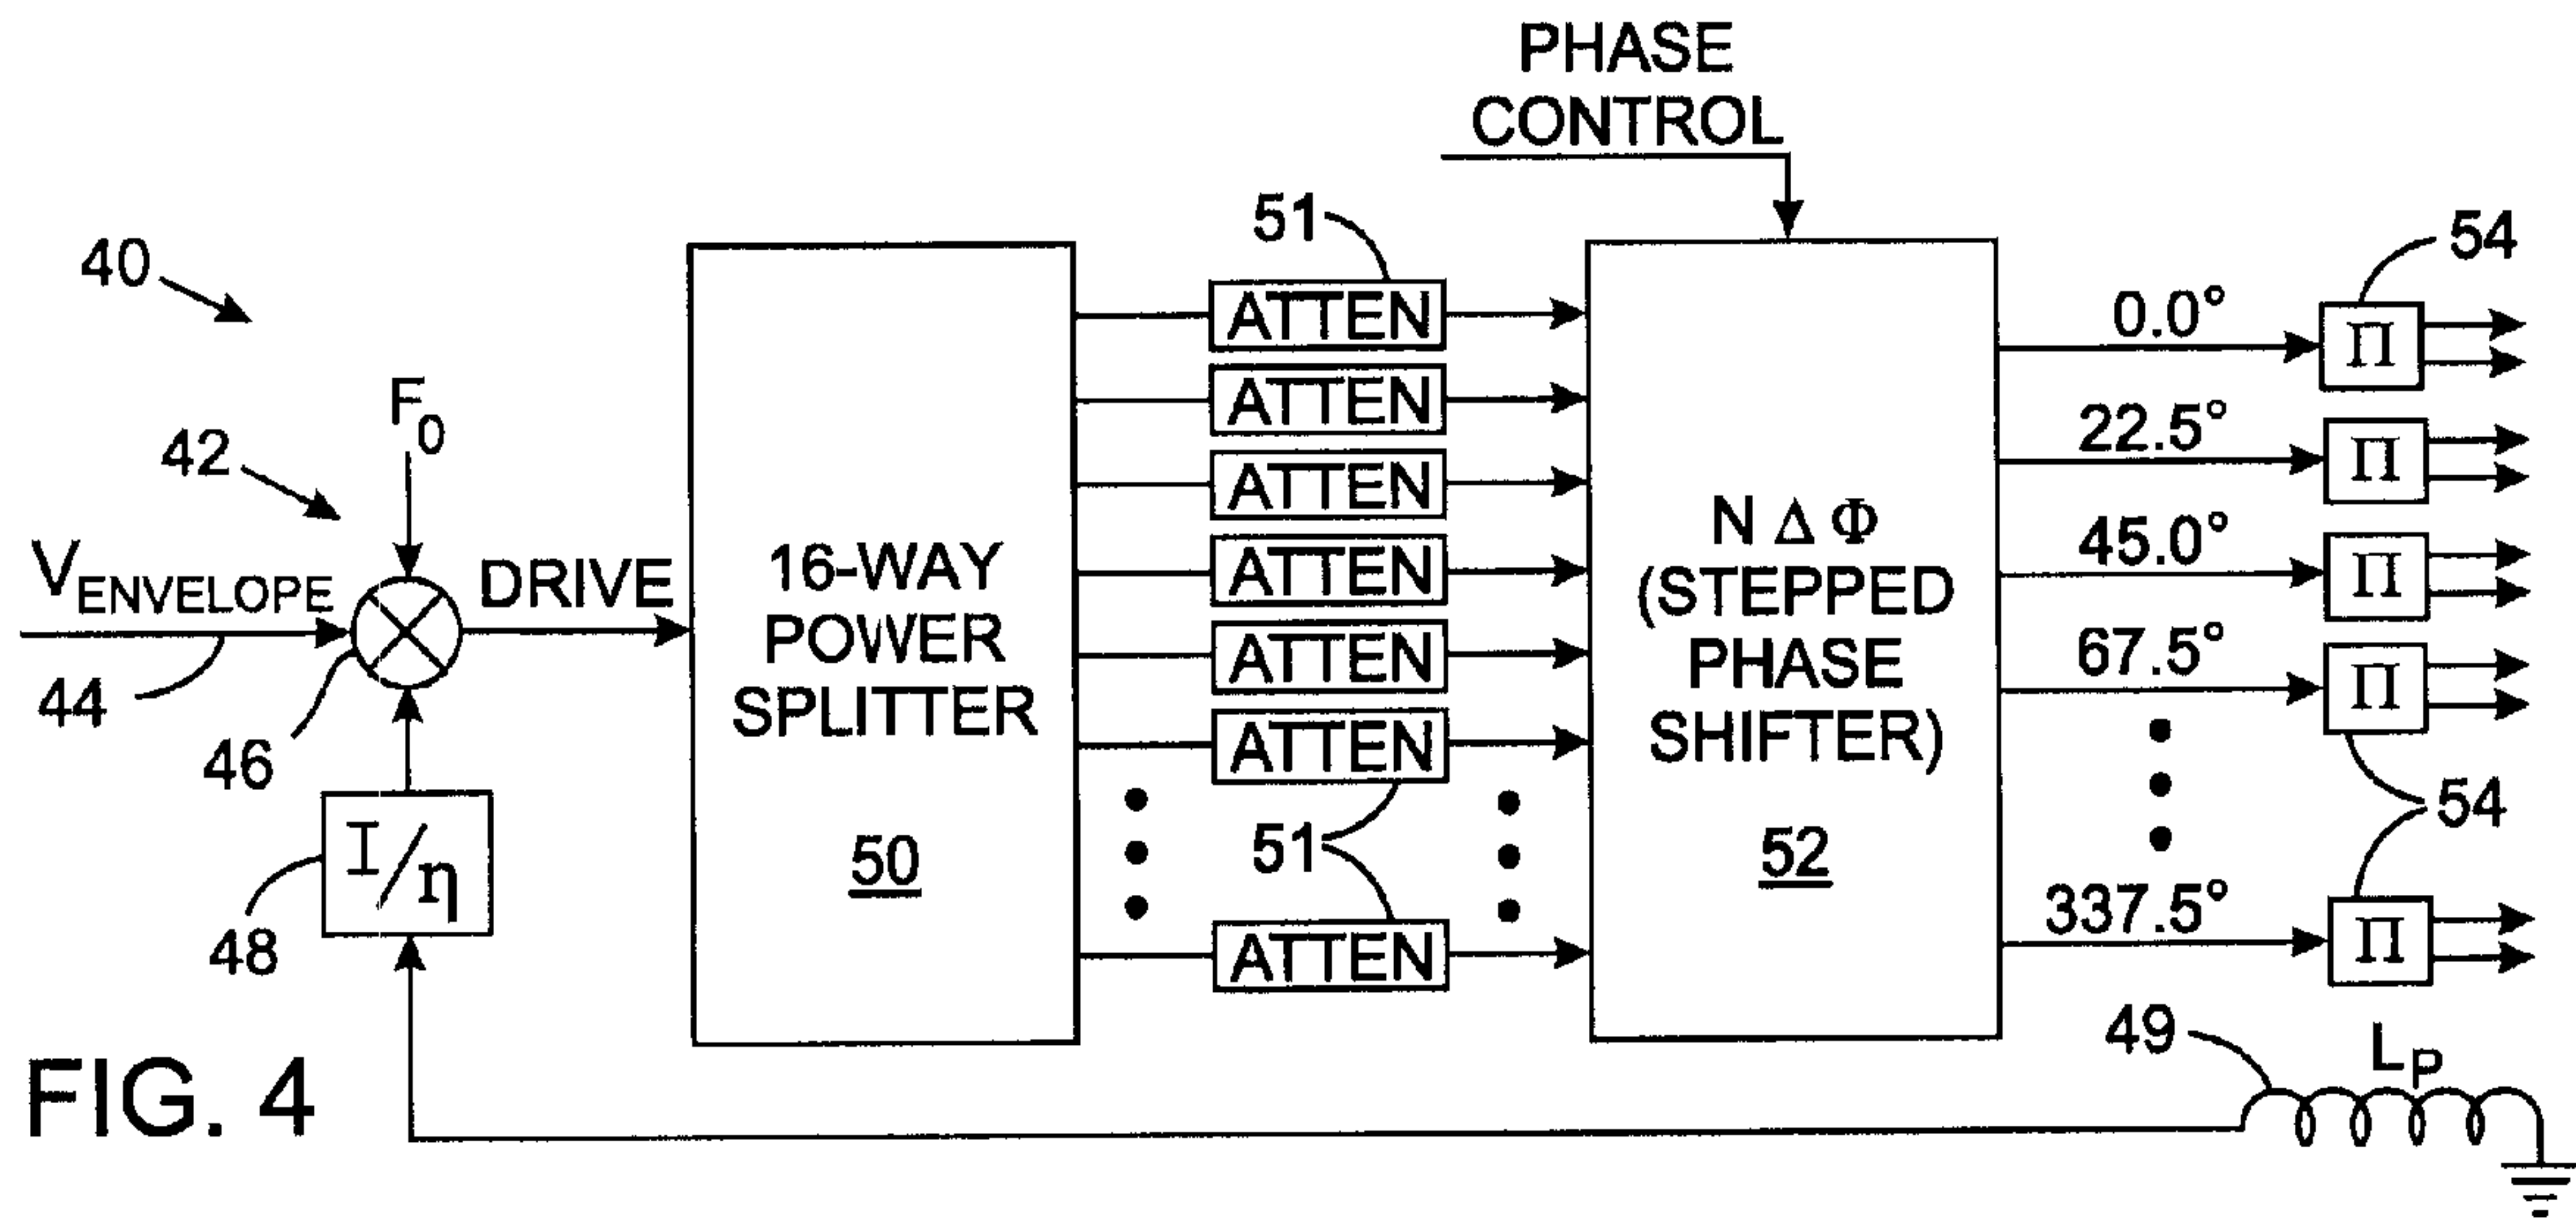 PHASE
CONTROL
40
42
F0
VENVELOPE
44
46
DRIVE
I/η
48
16-WAY
POWER
SPLITTER
50
51
ATTEN
ATTEN
ATTEN
ATTEN
ATTEN
ATTEN
51
ATTEN
N Δ Φ
(STEPPED
PHASE
SHIFTER)
52
54
0.0°
Π
22.5°
Π
45.0°
Π
67.5°
Π
54
337.5°
Π
49
LP
FIG. 4